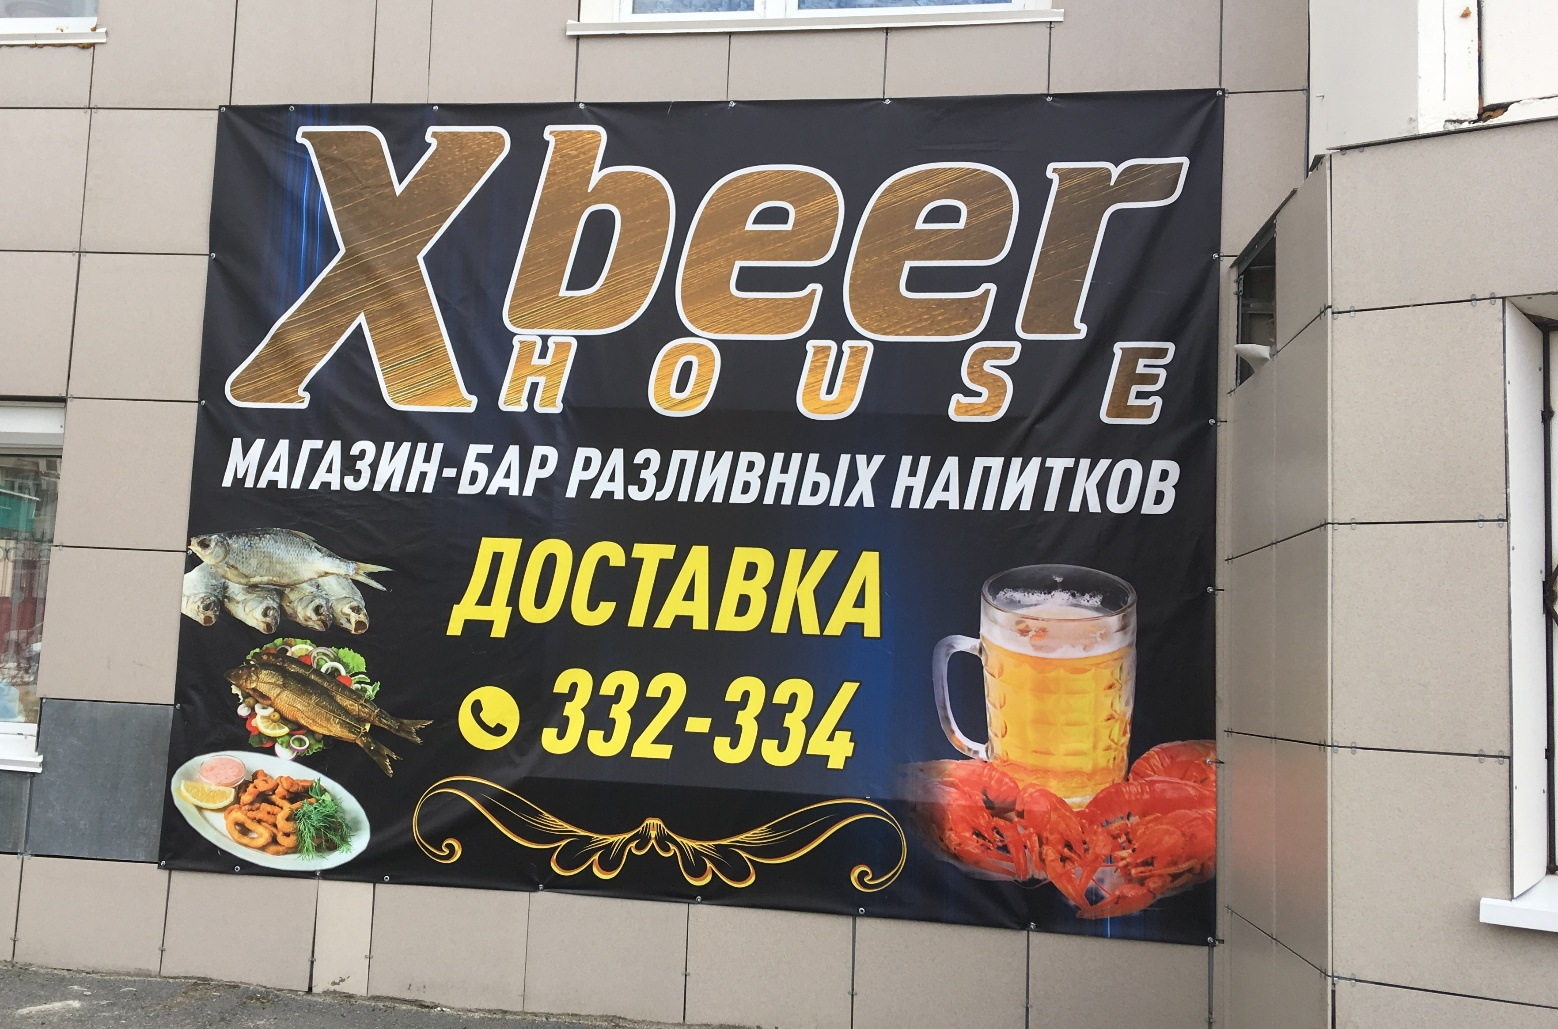 Xbeer
HOUSE
МАГАЗИН-БАР РАЗЛИВНЫХ НАПИТКОВ
ДОСТАВКА
332-334